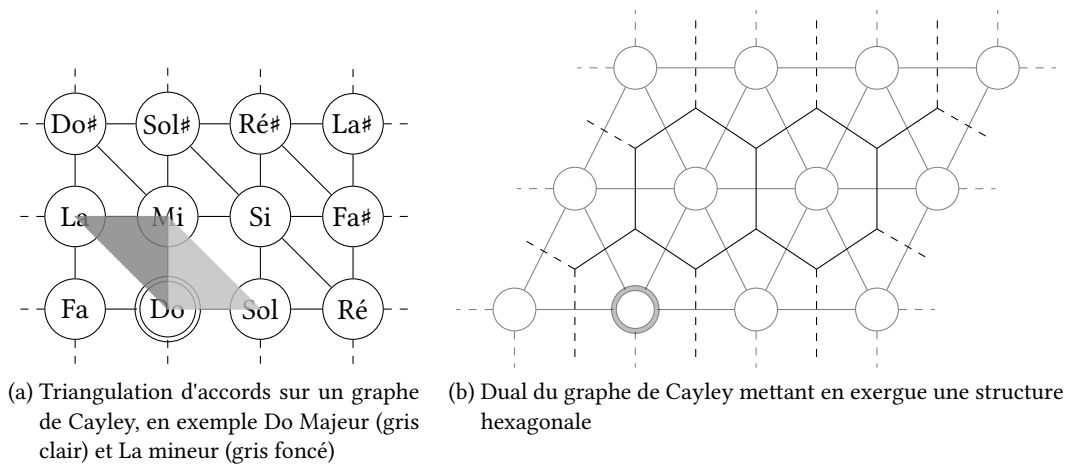 Do♯ Sol♯ Ré♯ La♯
La Mi Si Fa♯
Fa Do Sol Ré
(a) Triangulation d'accords sur un graphe
de Cayley, en exemple Do Majeur (gris
clair) et La mineur (gris foncé)
(b) Dual du graphe de Cayley mettant en exergue une structure
hexagonale